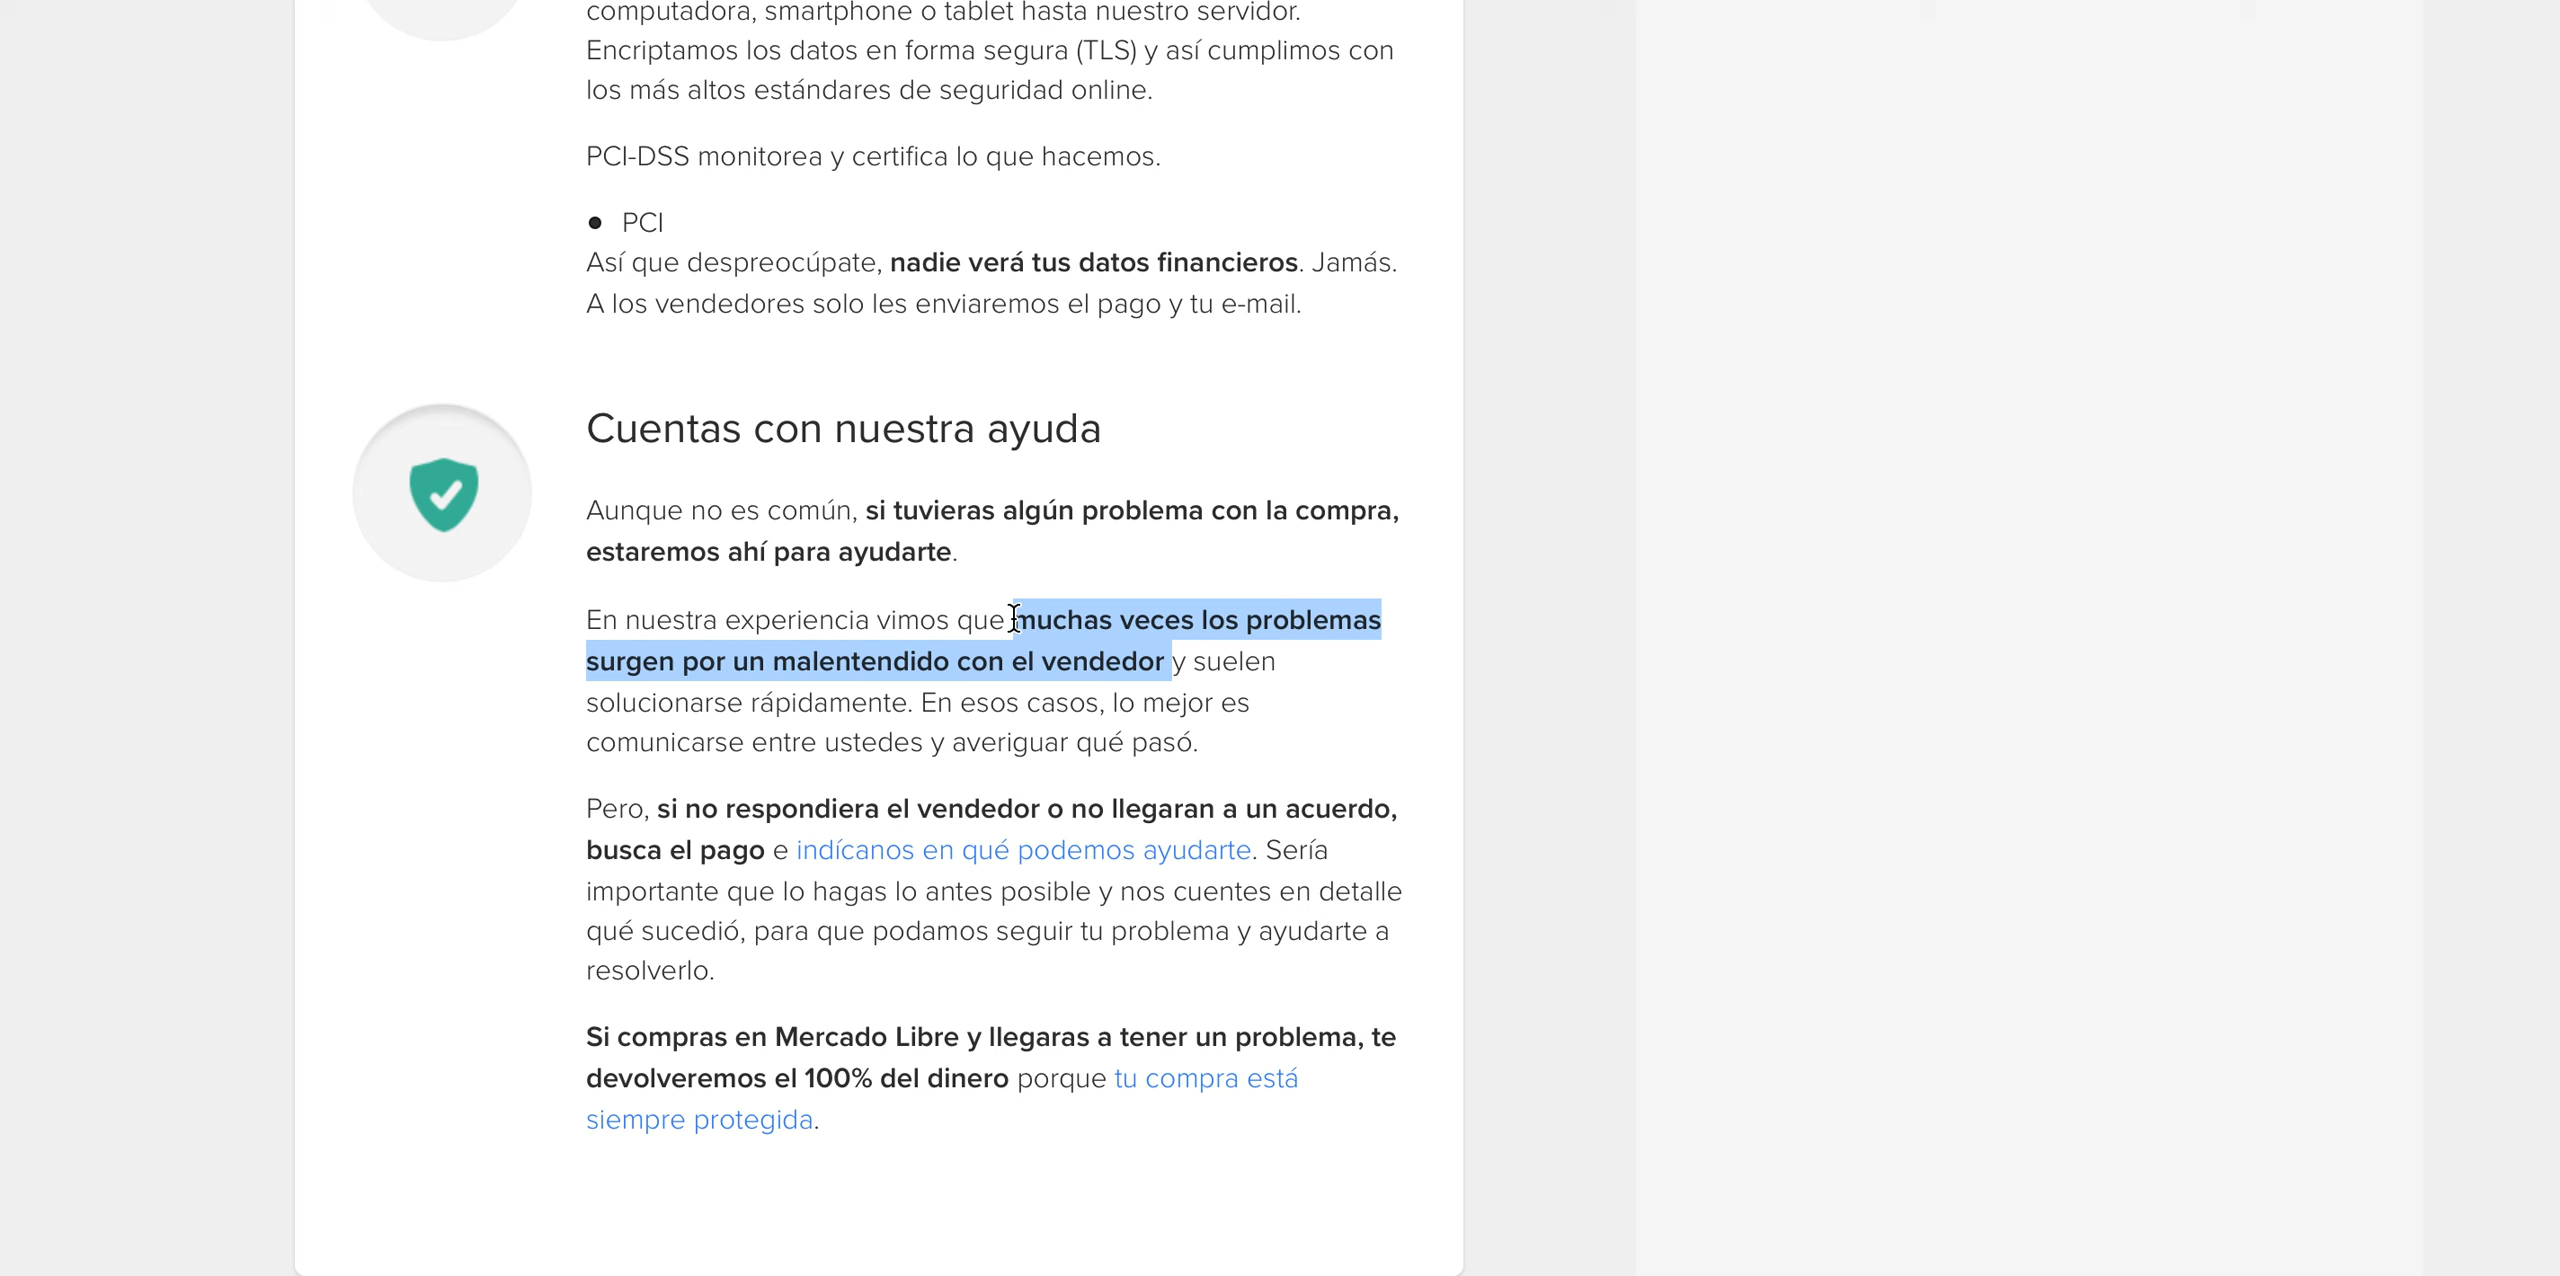 computadora, smartphone o tablet hasta nuestro servidor.
Encriptamos los datos en forma segura (TLS) y así cumplimos con
los más altos estándares de seguridad online.
PCI-DSS monitorea y certifica lo que hacemos.
● PCI
Así que despreocúpate, nadie verá tus datos financieros. Jamás.
A los vendedores solo les enviaremos el pago y tu e-mail.
Cuentas con nuestra ayuda
Aunque no es común, si tuvieras algún problema con la compra,
estaremos ahí para ayudarte.
En nuestra experiencia vimos que muchas veces los problemas
surgen por un malentendido con el vendedor y suelen
solucionarse rápidamente. En esos casos, lo mejor es
comunicarse entre ustedes y averiguar qué pasó.
Pero, si no respondiera el vendedor o no llegaran a un acuerdo,
busca el pago e indícanos en qué podemos ayudarte. Sería
importante que lo hagas lo antes posible y nos cuentes en detalle
qué sucedió, para que podamos seguir tu problema y ayudarte a
resolverlo.
Si compras en Mercado Libre y llegaras a tener un problema, te
devolveremos el 100% del dinero porque tu compra está
siempre protegida.